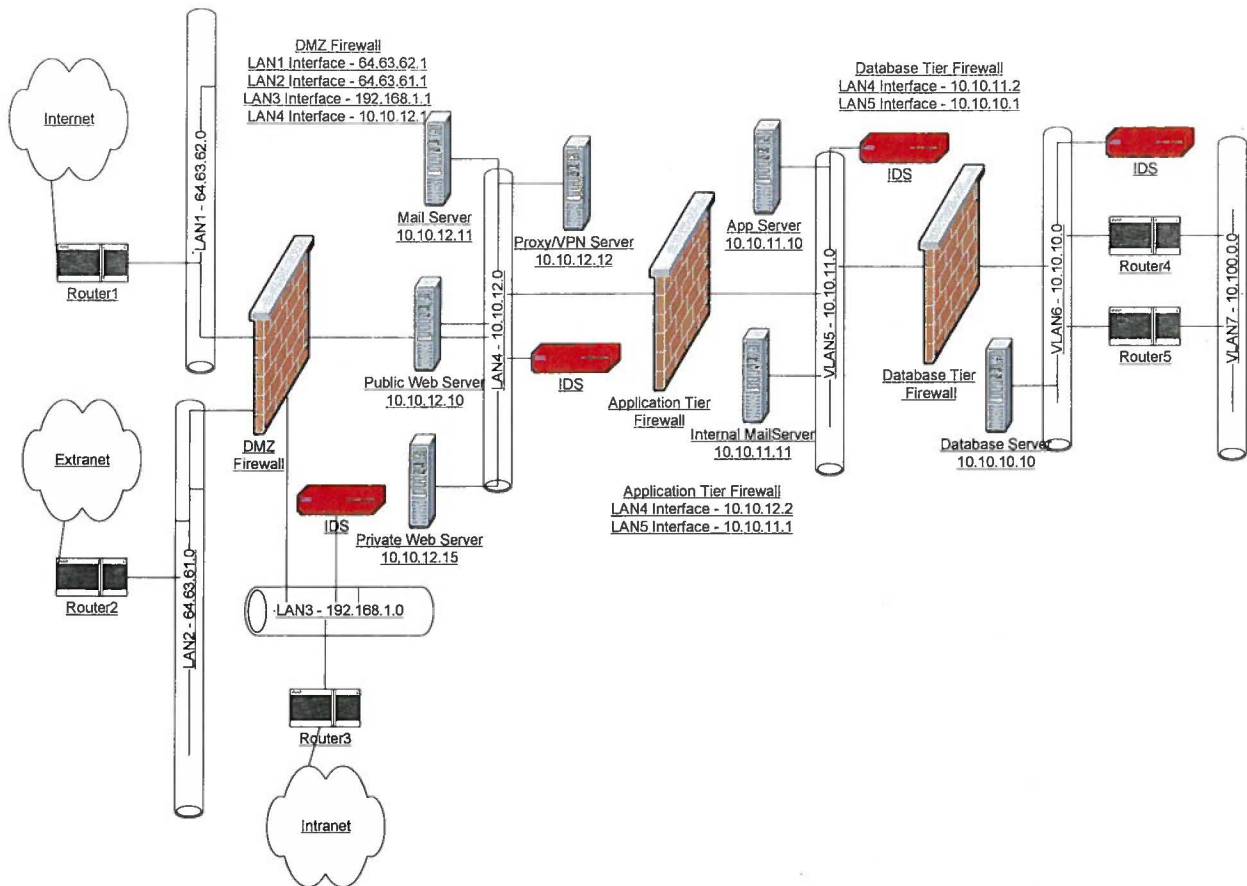 DMZ Firewall
LAN1 Interface - 64.63.62.1
LAN2 Interface - 64.63.61.1
LAN3 Interface - 192.168.1.1
LAN4 Interface - 10.10.12.1
Database Tier Firewall
LAN4 Interface - 10.10.11.2
LAN5 Interface - 10.10.10.1
Internet
Router1
LAN1 - 64.63.62.0
Mail Server
10.10.12.11
Proxy/VPN Server
10.10.12.12
App Server
10.10.11.10
IDS
IDS
Router4
Router5
LAN4 - 10.10.12.0
VLAN5 - 10.10.11.0
VLAN6 - 10.10.10.0
VLAN7 - 10.100.0.0
Public Web Server
10.10.12.10
IDS
Application Tier
Firewall
Database Tier
Firewall
Internal MailServer
10.10.11.11
Database Server
10.10.10.10
DMZ
Firewall
Extranet
Router2
LAN2 - 64.63.61.0
IDS
Private Web Server
10.10.12.15
Application Tier Firewall
LAN4 Interface - 10.10.12.2
LAN5 Interface - 10.10.11.1
LAN3 - 192.168.1.0
Router3
Intranet